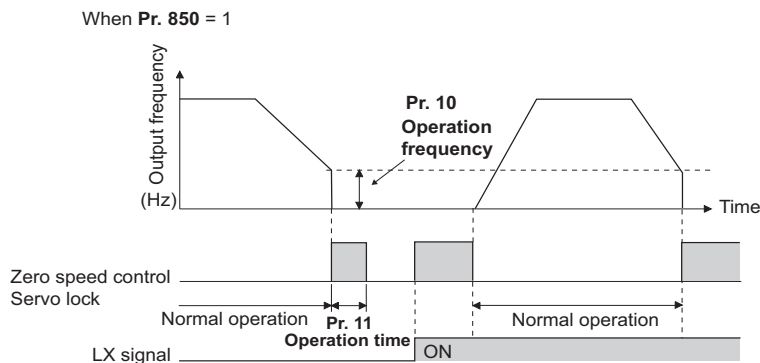 When Pr. 850 = 1
Output frequency
(Hz)
Pr. 10
Operation
frequency
Time
Zero speed control
Servo lock
Normal operation
Pr. 11
Operation time
Normal operation
LX signal
ON